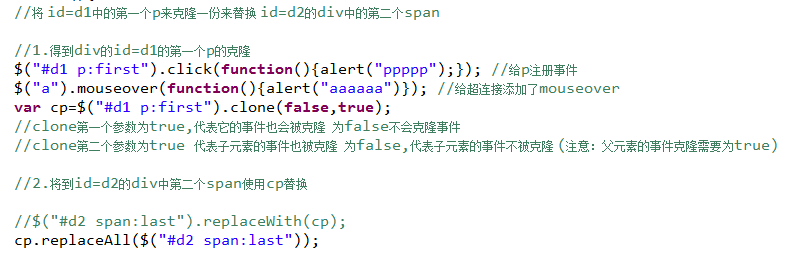 //将 id=d1中的第一个p来克隆一份来替换 id=d2的div中的第二个span
//1.得到div的id=d1的第一个p的克隆
$("#d1 p:first").click(function(){alert("ppppp");}); //给p注册事件
$("a").mouseover(function(){alert("aaaaaa")}); //给超连接添加了mouseover
var cp=$("#d1 p:first").clone(false,true);
//clone第一个参数为true,代表它的事件也会被克隆 为false不会克隆事件
//clone第二个参数为true 代表子元素的事件也被克隆 为false,代表子元素的事件不被克隆(注意: 父元素的事件克隆需要为true)
//2.将到id=d2的div中第二个span使用cp替换
//$("#d2 span:last").replaceWith(cp);
cp.replaceAll($("#d2 span:last"));